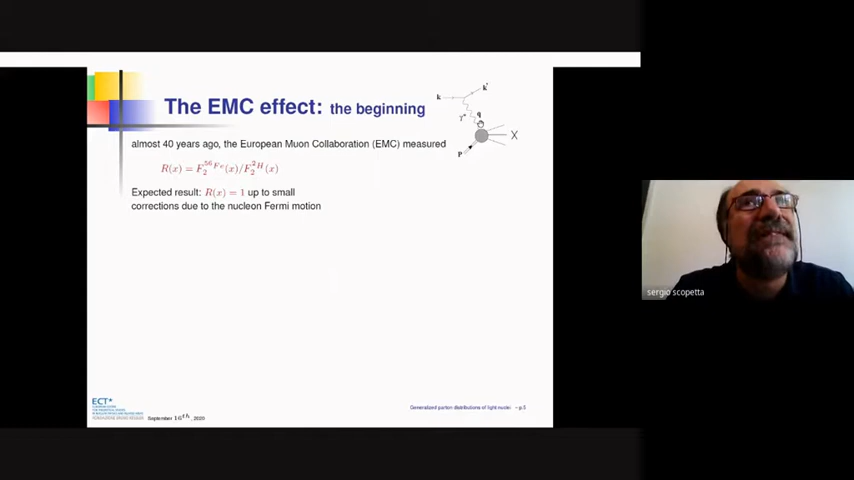 The EMC effect: the beginning
k
k'
γ*
q
P
X
almost 40 years ago, the European Muon Collaboration (EMC) measured
R(x) = F₂^{56Fe}(x)/F₂^{2H}(x)
Expected result: R(x) = 1 up to small
corrections due to the nucleon Fermi motion
sergio scopetta
ECT*
September 16th, 2020
Generalized parton distributions of light nuclei – p.5